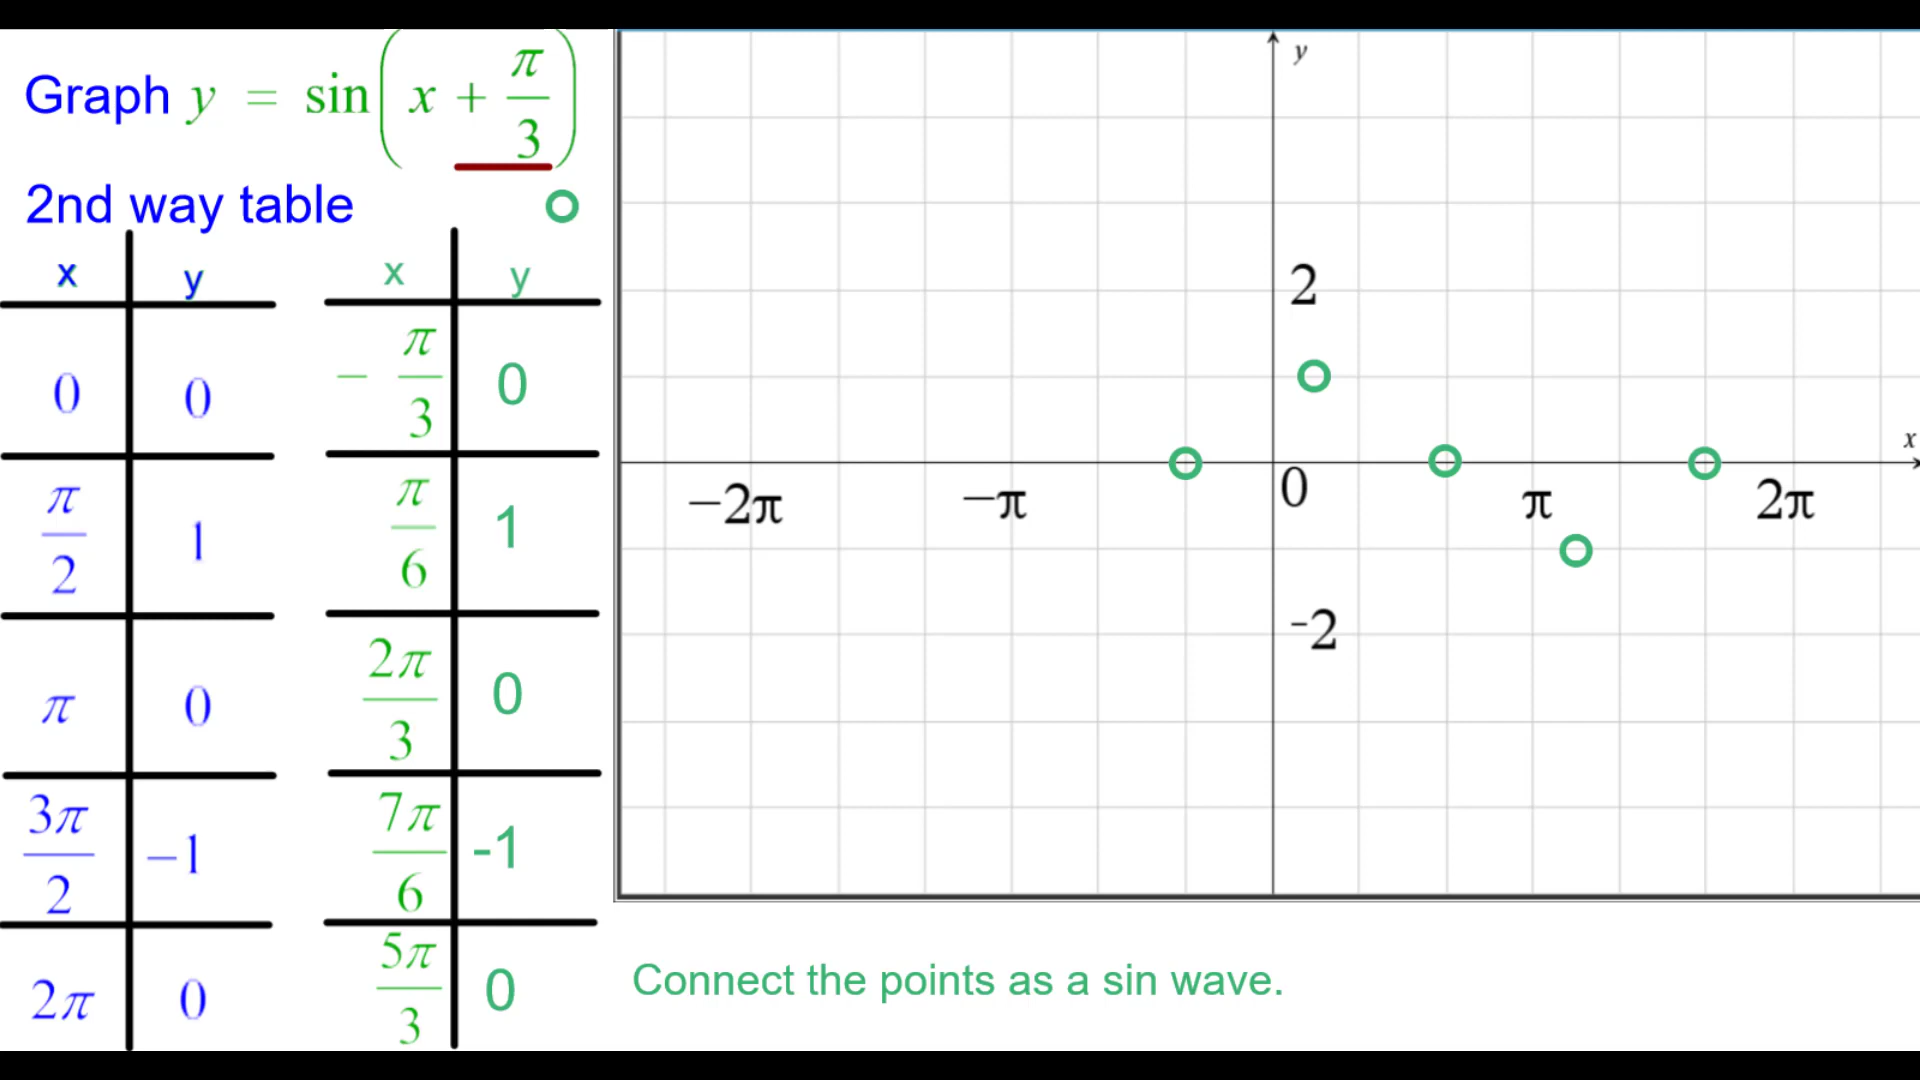 Graph y = sin(x + π/3)
2nd way table
x y x y
0 0 −π/3 0
π/2 1 π/6 1
π 0 2π/3 0
3π/2 −1 7π/6 -1
2π 0 5π/3 0
y
2
x
−2π −π 0 π 2π
-2
Connect the points as a sin wave.